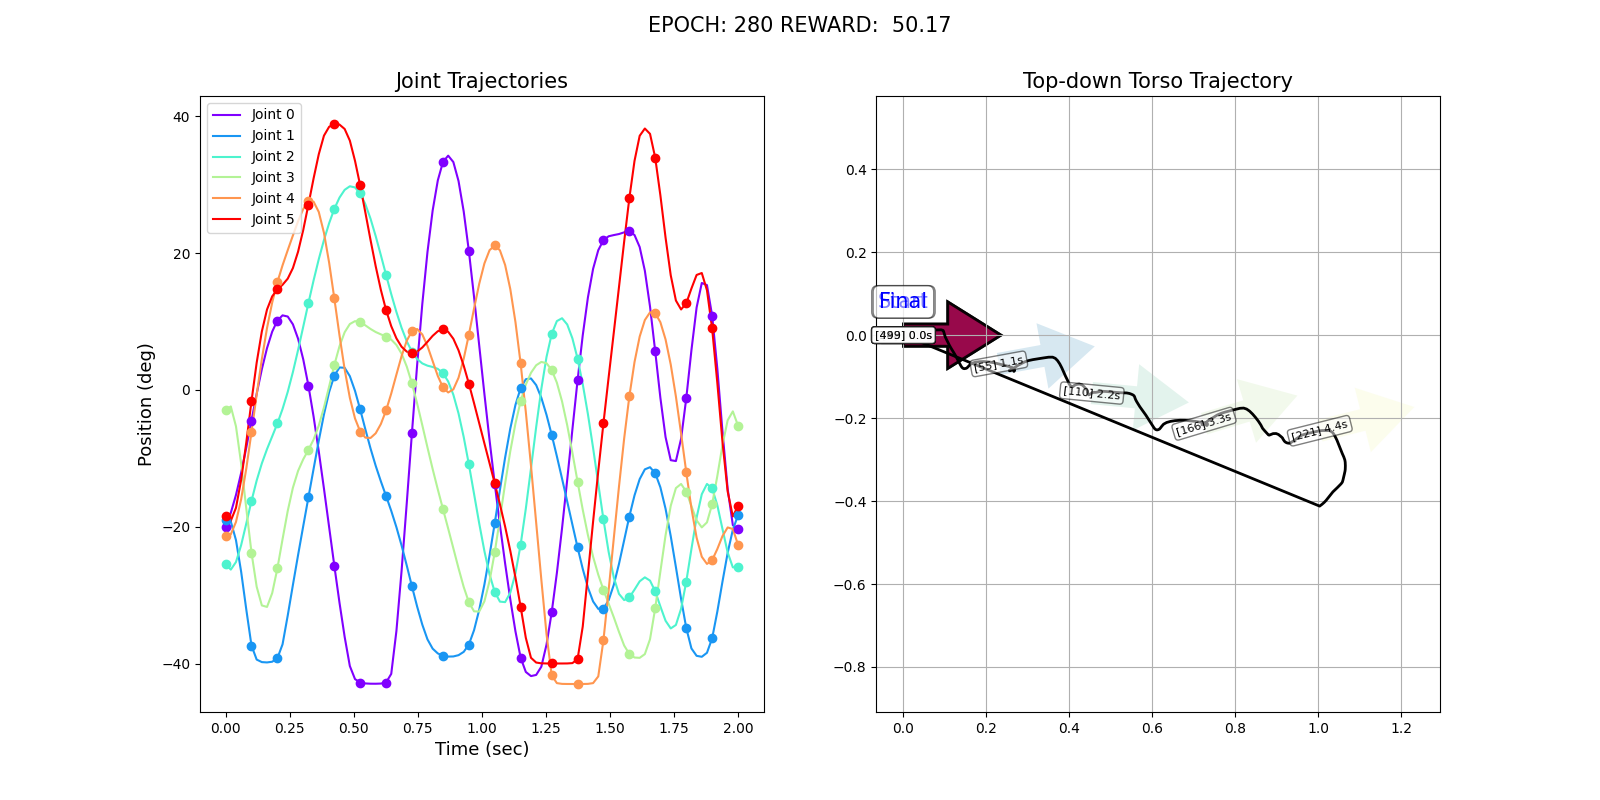 EPOCH: 280 REWARD:  50.17
Joint Trajectories
Joint 0
Joint 1
Joint 2
Joint 3
Joint 4
Joint 5
Position (deg)
40
20
0
−20
−40
0.00 0.25 0.50 0.75 1.00 1.25 1.50 1.75 2.00
Time (sec)
Top-down Torso Trajectory
0.4
0.2
0.0
−0.2
−0.4
−0.6
−0.8
Final
[499] 0.0s
[55] 1.1s
[110] 2.2s
[166] 3.3s
[221] 4.4s
0.0 0.2 0.4 0.6 0.8 1.0 1.2